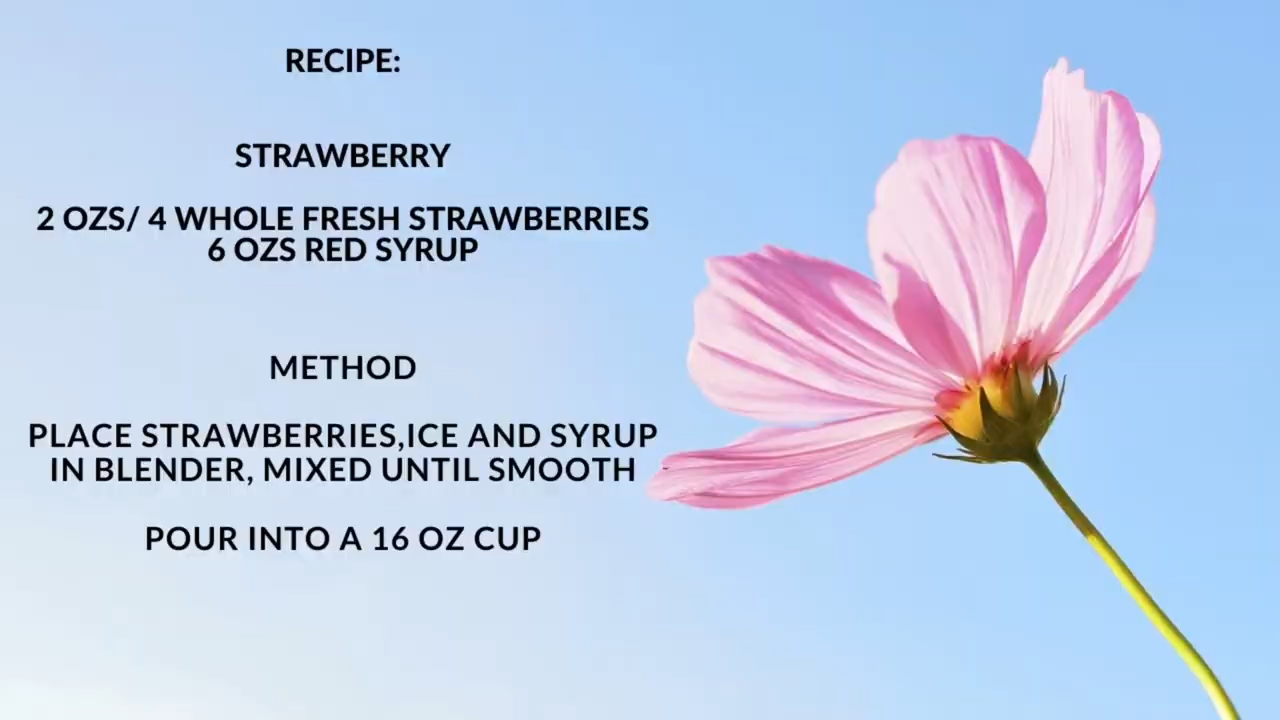 RECIPE:
STRAWBERRY
2 OZS/ 4 WHOLE FRESH STRAWBERRIES
6 OZS RED SYRUP
METHOD
PLACE STRAWBERRIES,ICE AND SYRUP
IN BLENDER, MIXED UNTIL SMOOTH
POUR INTO A 16 OZ CUP